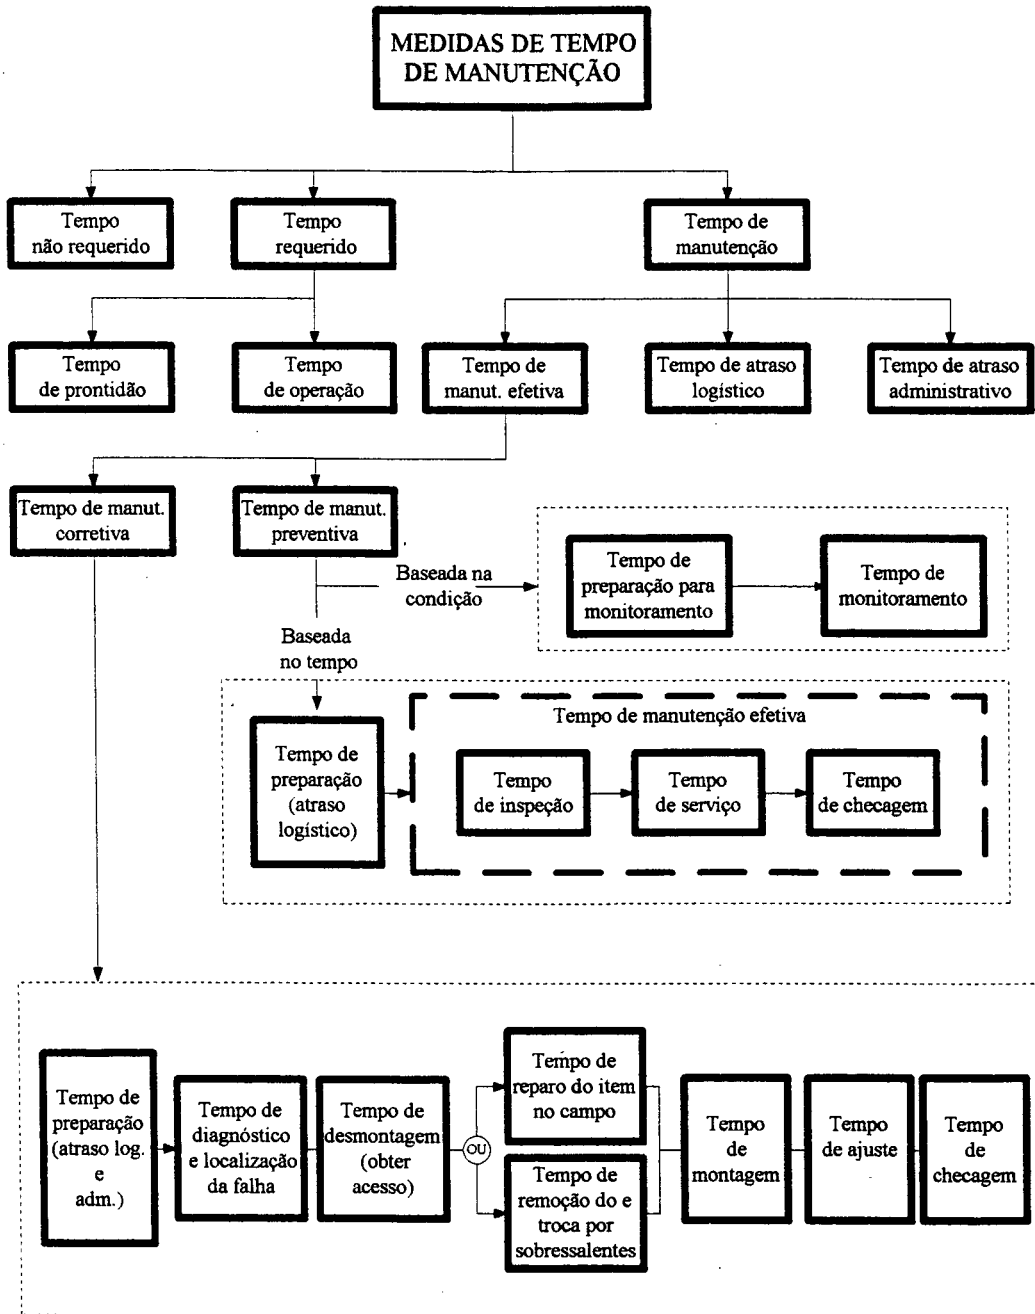 MEDIDAS DE TEMPO
DE MANUTENÇÃO
Tempo
não requerido
Tempo
requerido
Tempo de
manutenção
Tempo
de prontidão
Tempo
de operação
Tempo de
manut. efetiva
Tempo de atraso
logístico
Tempo de atraso
administrativo
Tempo de manut.
corretiva
Tempo de manut.
preventiva
Baseada na
condição
Tempo de
preparação para
monitoramento
Tempo de
monitoramento
Baseada
no tempo
Tempo de
preparação
(atraso
logístico)
Tempo de manutenção efetiva
Tempo
de inspeção
Tempo
de serviço
Tempo
de checagem
Tempo de
preparação
(atraso log.
e
adm.)
Tempo de
diagnóstico
e localização
da falha
Tempo de
desmontagem
(obter
acesso)
OU
Tempo de
reparo do item
no campo
Tempo de
remoção do e
troca por
sobressalentes
Tempo
de
montagem
Tempo
de ajuste
Tempo
de
checagem